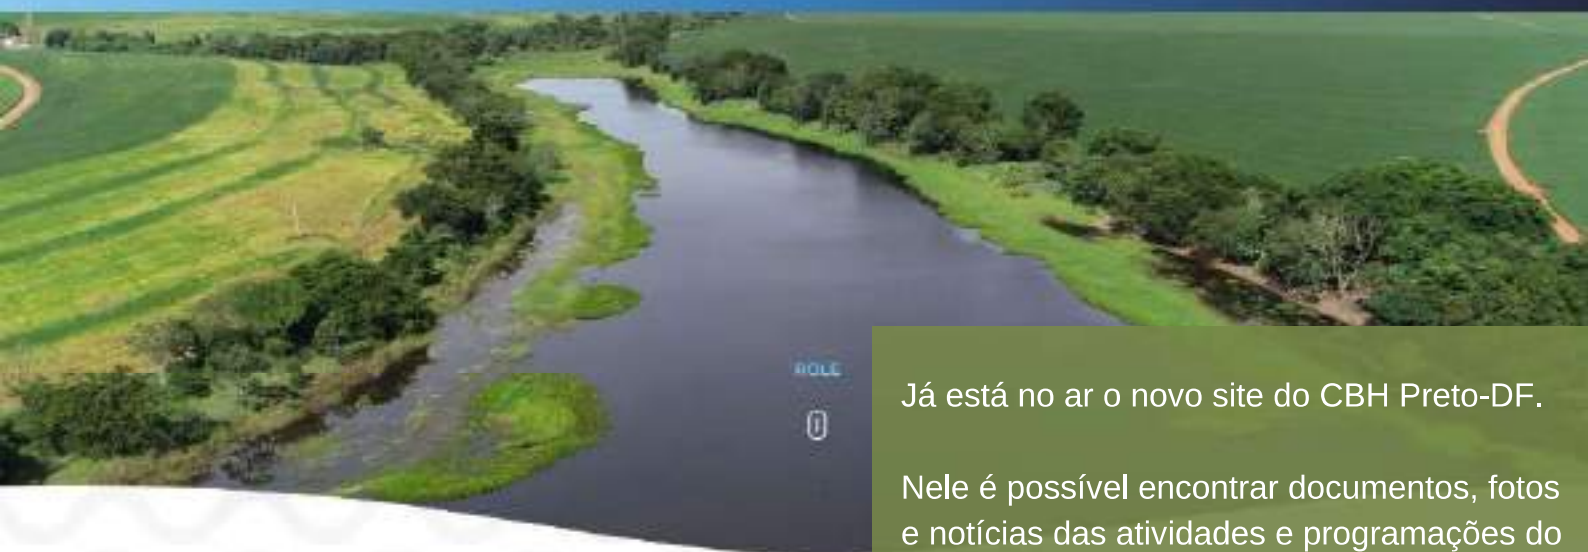 ROLE
Já está no ar o novo site do CBH Preto-DF.
Nele é possível encontrar documentos, fotos
e notícias das atividades e programações do